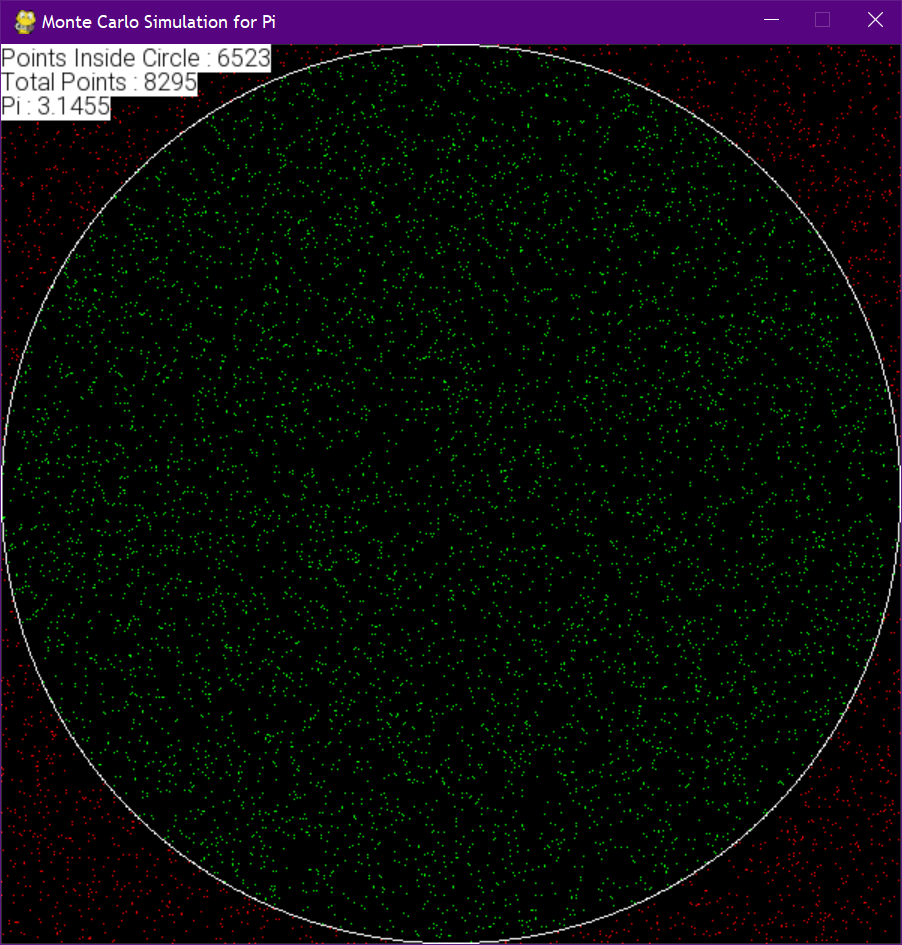 Monte Carlo Simulation for Pi
Points Inside Circle : 6523
Total Points : 8295
Pi : 3.1455